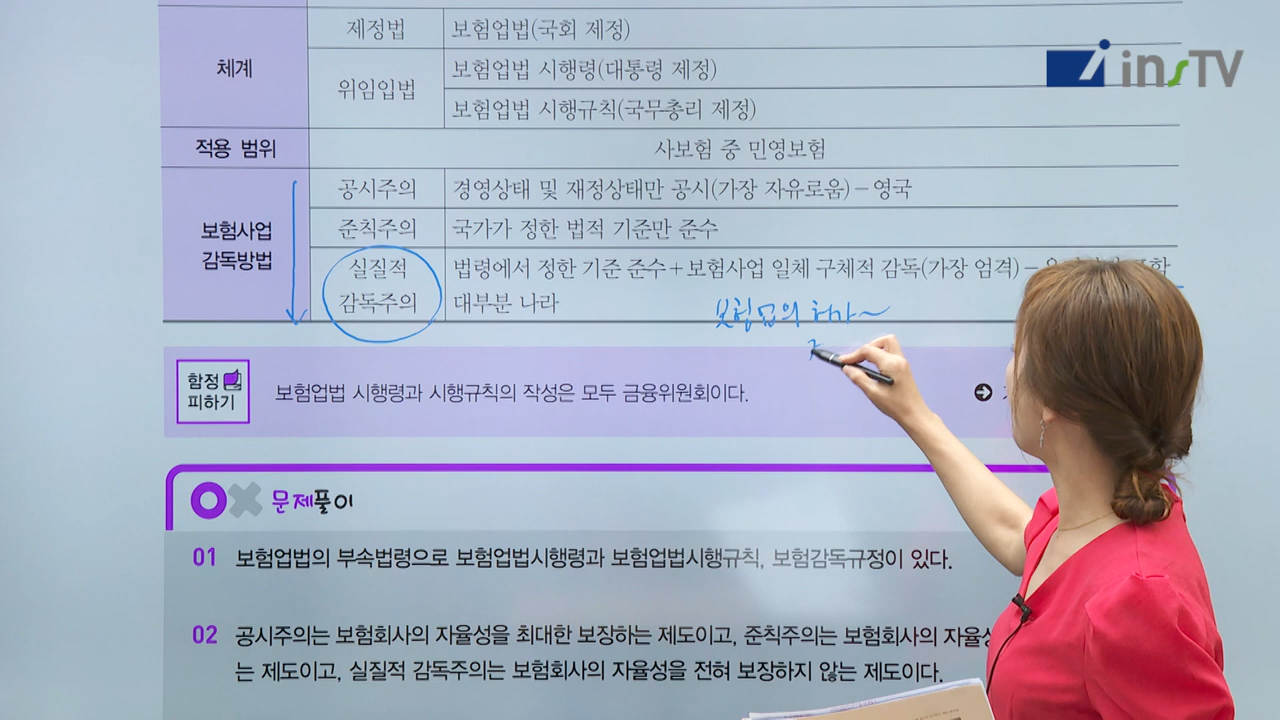 체계
제정법
보험업법(국회 제정)
위임입법
보험업법 시행령(대통령 제정)
보험업법 시행규칙(국무총리 제정)
적용 범위
사보험 중 민영보험
보험사업
감독방법
공시주의
경영상태 및 재정상태만 공시(가장 자유로움) – 영국
준칙주의
국가가 정한 법적 기준만 준수
실질적
감독주의
법령에서 정한 기준 준수+보험사업 일체 구체적 감독(가장 엄격) –
대부분 나라
보험업의 허가~
함정
피하기
보험업법 시행령과 시행규칙의 작성은 모두 금융위원회이다.
OX 문제풀이
01 보험업법의 부속법령으로 보험업법시행령과 보험업법시행규칙, 보험감독규정이 있다.
02 공시주의는 보험회사의 자율성을 최대한 보장하는 제도이고, 준칙주의는 보험회사의
는 제도이고, 실질적 감독주의는 보험회사의 자율성을 전혀 보장하지 않는 제도이다.
insTV